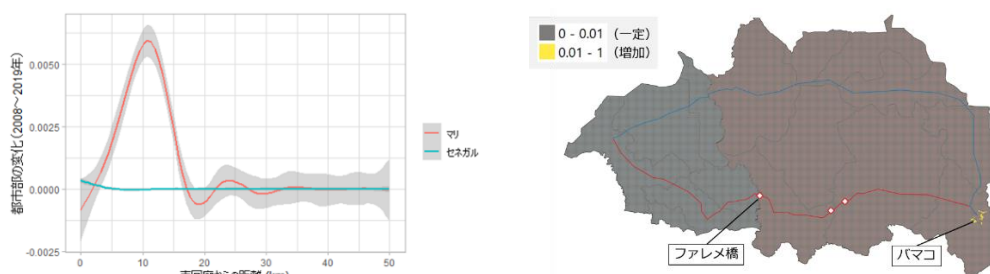 都市部の変化(2008～2019年)
0.0050
0.0025
0.0000
-0.0025
0
10
20
30
40
50
マリ
セネガル
0 - 0.01 （一定）
0.01 - 1 （増加）
ファレメ橋
バマコ